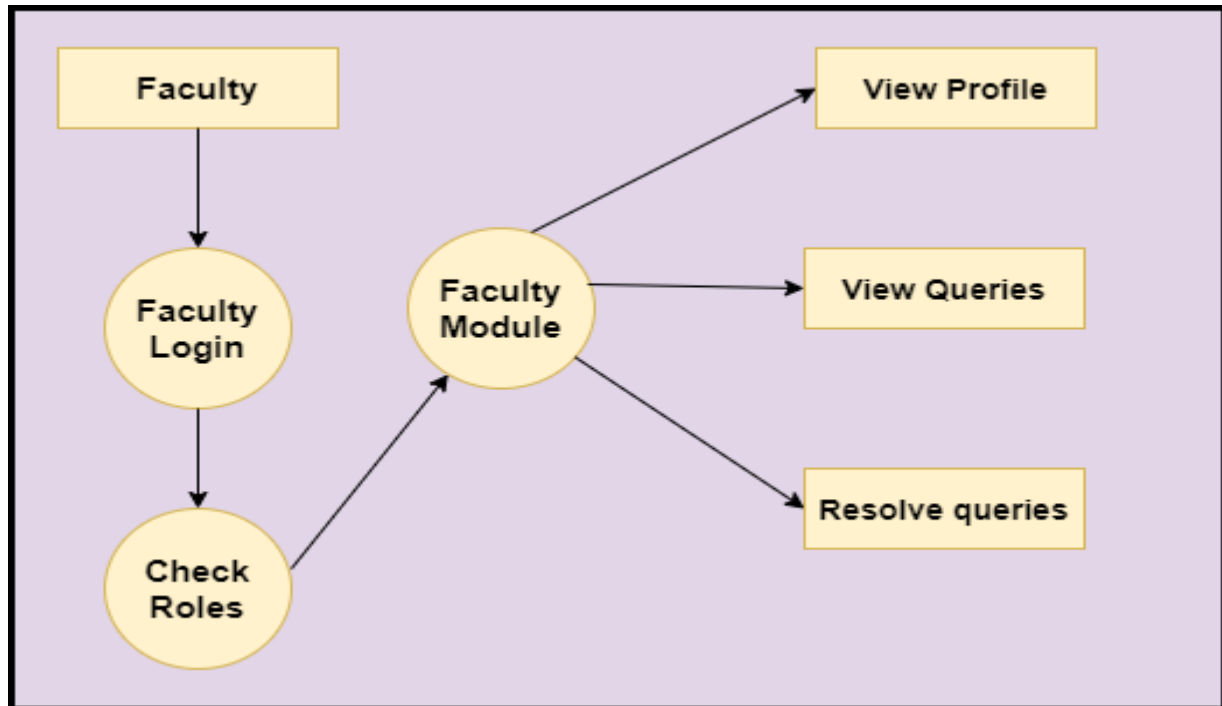 Faculty
Faculty
Login
Check
Roles
Faculty
Module
View Profile
View Queries
Resolve queries